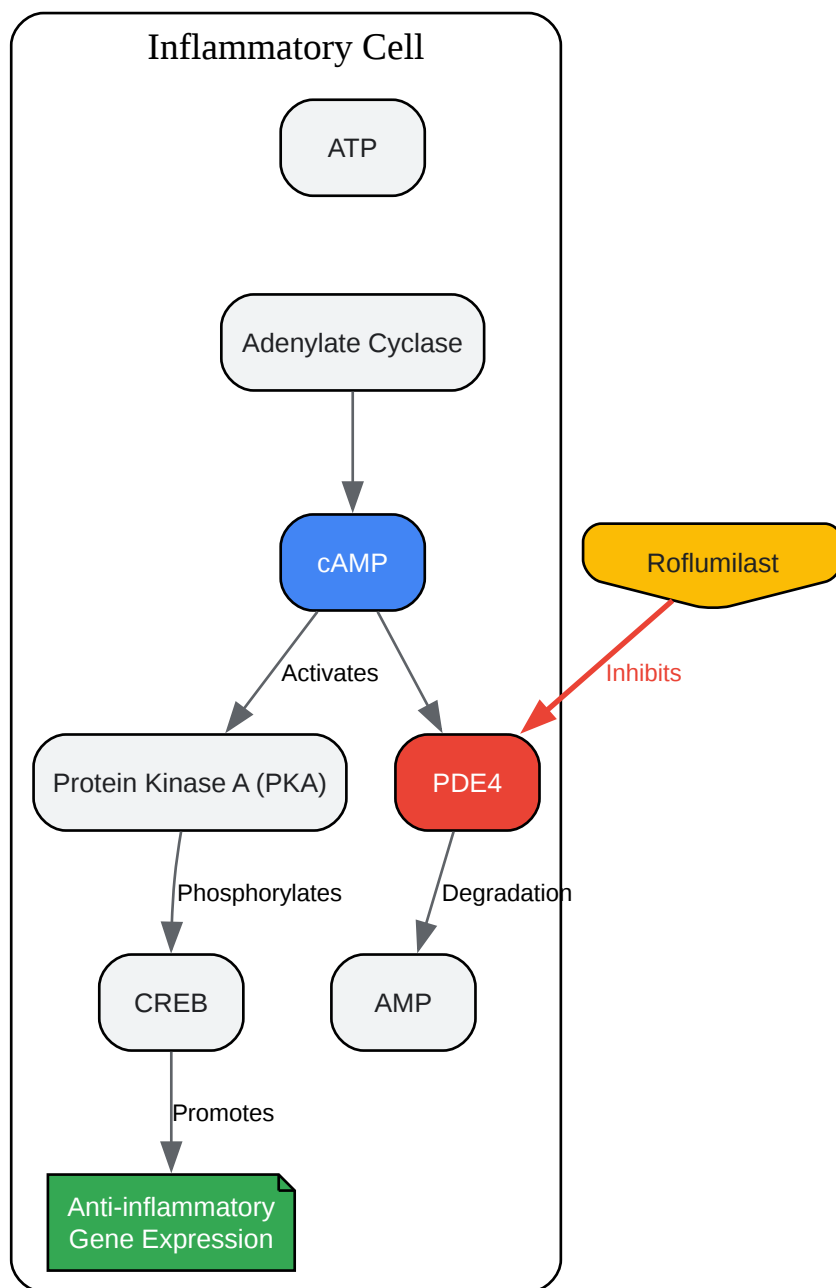 Inflammatory Cell
ATP
Adenylate Cyclase
cAMP
Roflumilast
Activates
Inhibits
Protein Kinase A (PKA)
PDE4
Phosphorylates
Degradation
CREB
AMP
Promotes
Anti-inflammatory
Gene Expression